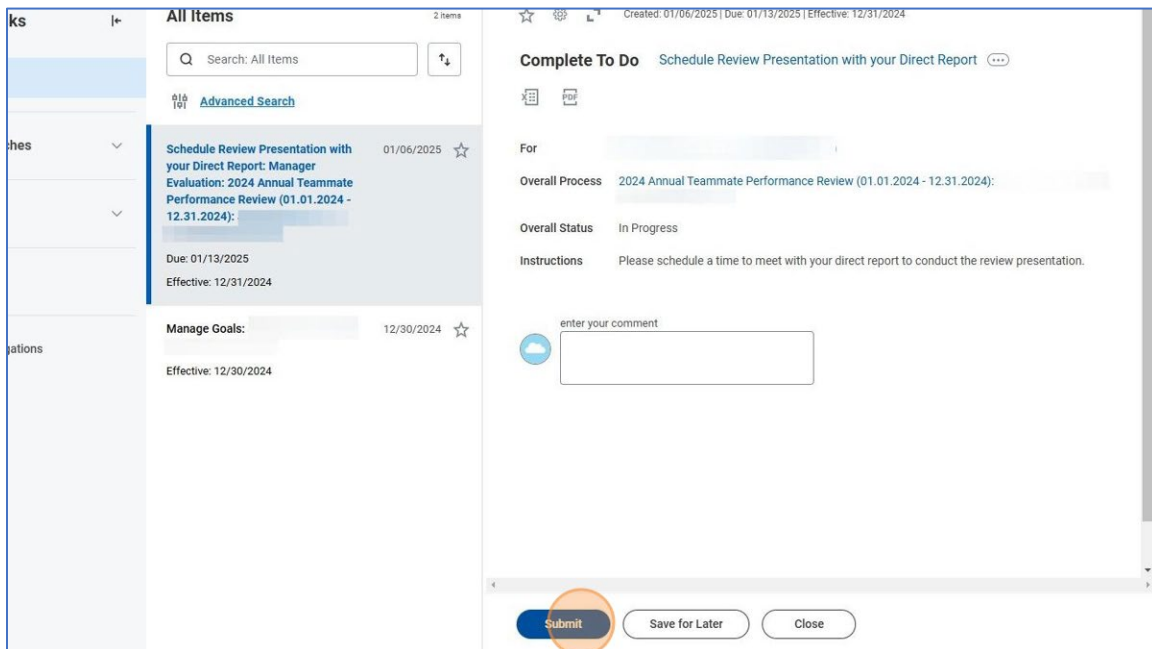 ks
ches
gations
All Items
2 items
Search: All Items
Advanced Search
Schedule Review Presentation with
your Direct Report: Manager
Evaluation: 2024 Annual Teammate
Performance Review (01.01.2024 -
12.31.2024):
01/06/2025
Due: 01/13/2025
Effective: 12/31/2024
Manage Goals:
12/30/2024
Effective: 12/30/2024
Created: 01/06/2025 | Due: 01/13/2025 | Effective: 12/31/2024
Complete To Do Schedule Review Presentation with your Direct Report
PDF
For
Overall Process 2024 Annual Teammate Performance Review (01.01.2024 - 12.31.2024):
Overall Status In Progress
Instructions Please schedule a time to meet with your direct report to conduct the review presentation.
enter your comment
Submit Save for Later Close